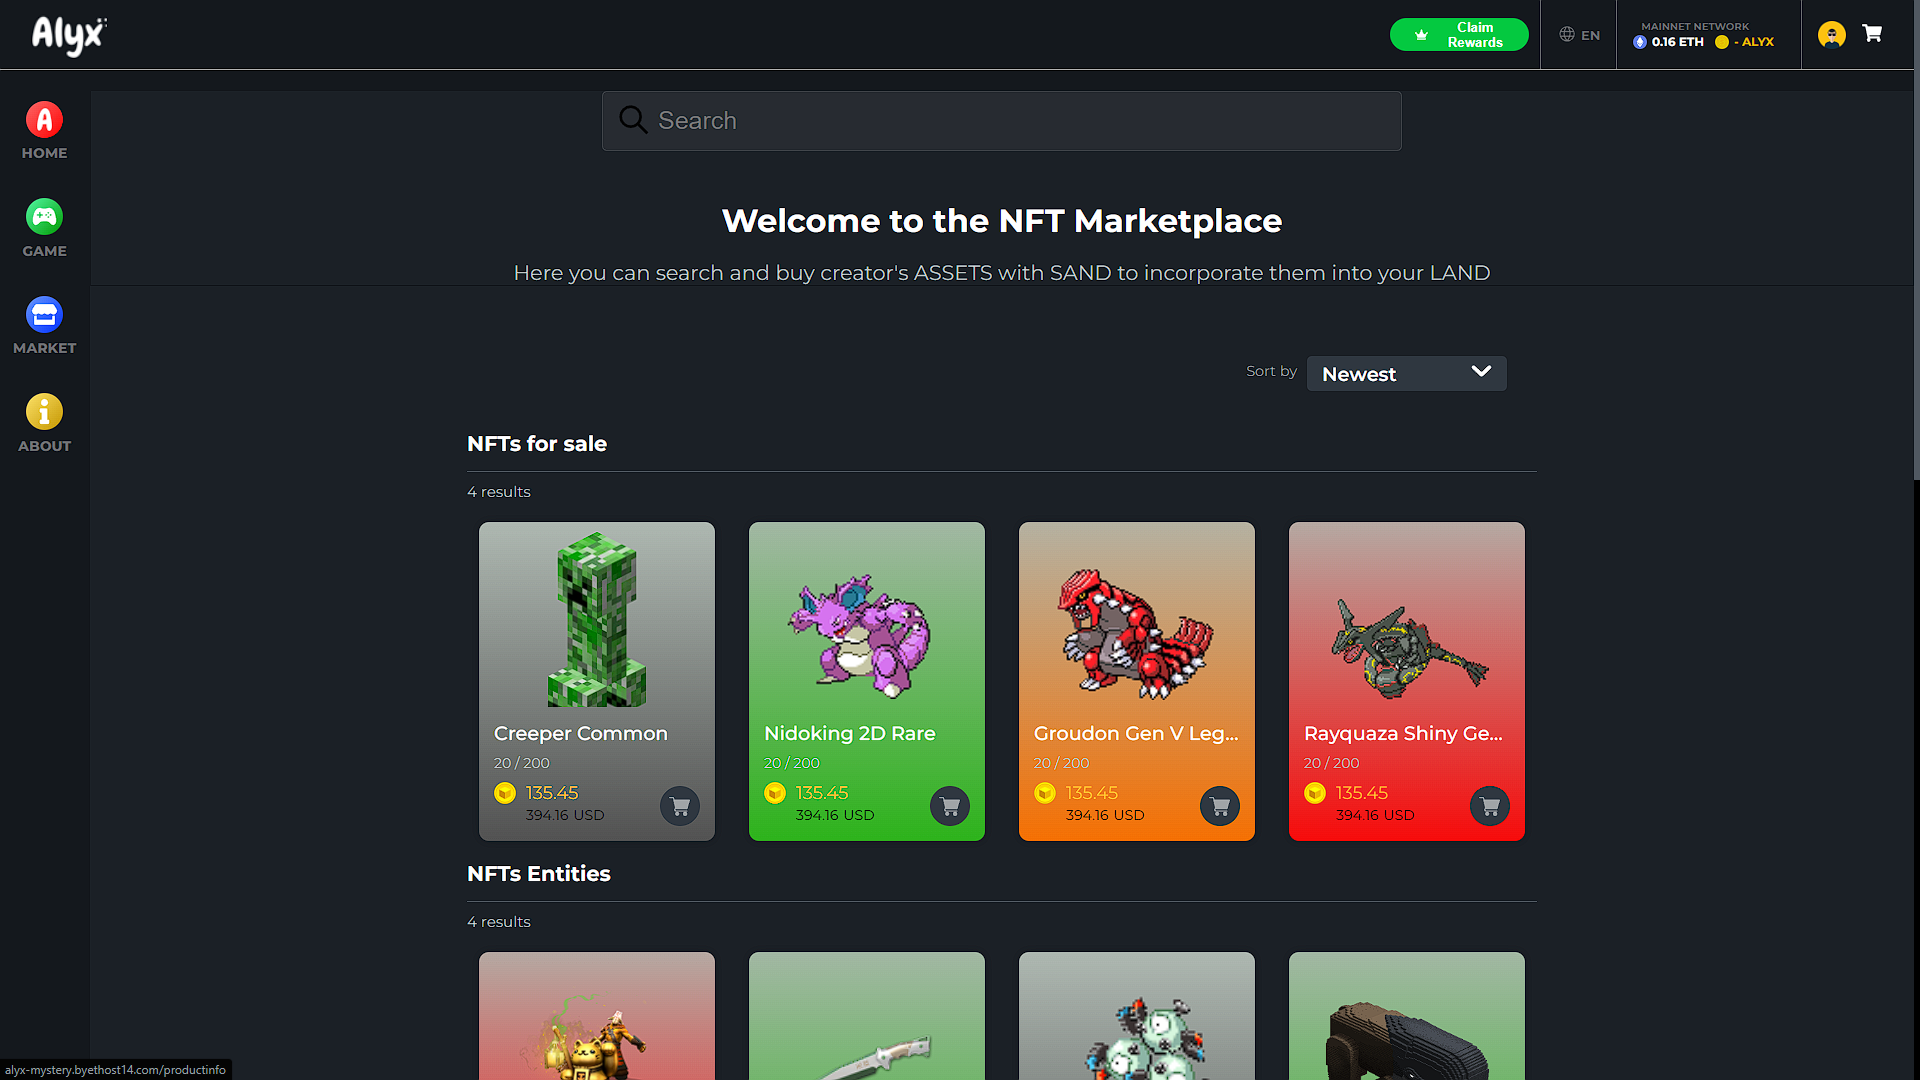 Alyx
Claim
Rewards
EN
MAINNET NETWORK
0.16 ETH - ALYX
HOME
GAME
MARKET
ABOUT
Search
Welcome to the NFT Marketplace
Here you can search and buy creator's ASSETS with SAND to incorporate them into your LAND
Sort by Newest
NFTs for sale
4 results
Creeper Common
20 / 200
135.45
394.16 USD
Nidoking 2D Rare
20 / 200
135.45
394.16 USD
Groudon Gen V Leg...
20 / 200
135.45
394.16 USD
Rayquaza Shiny Ge...
20 / 200
135.45
394.16 USD
NFTs Entities
4 results
alyx-mystery.byethost14.com/productinfo